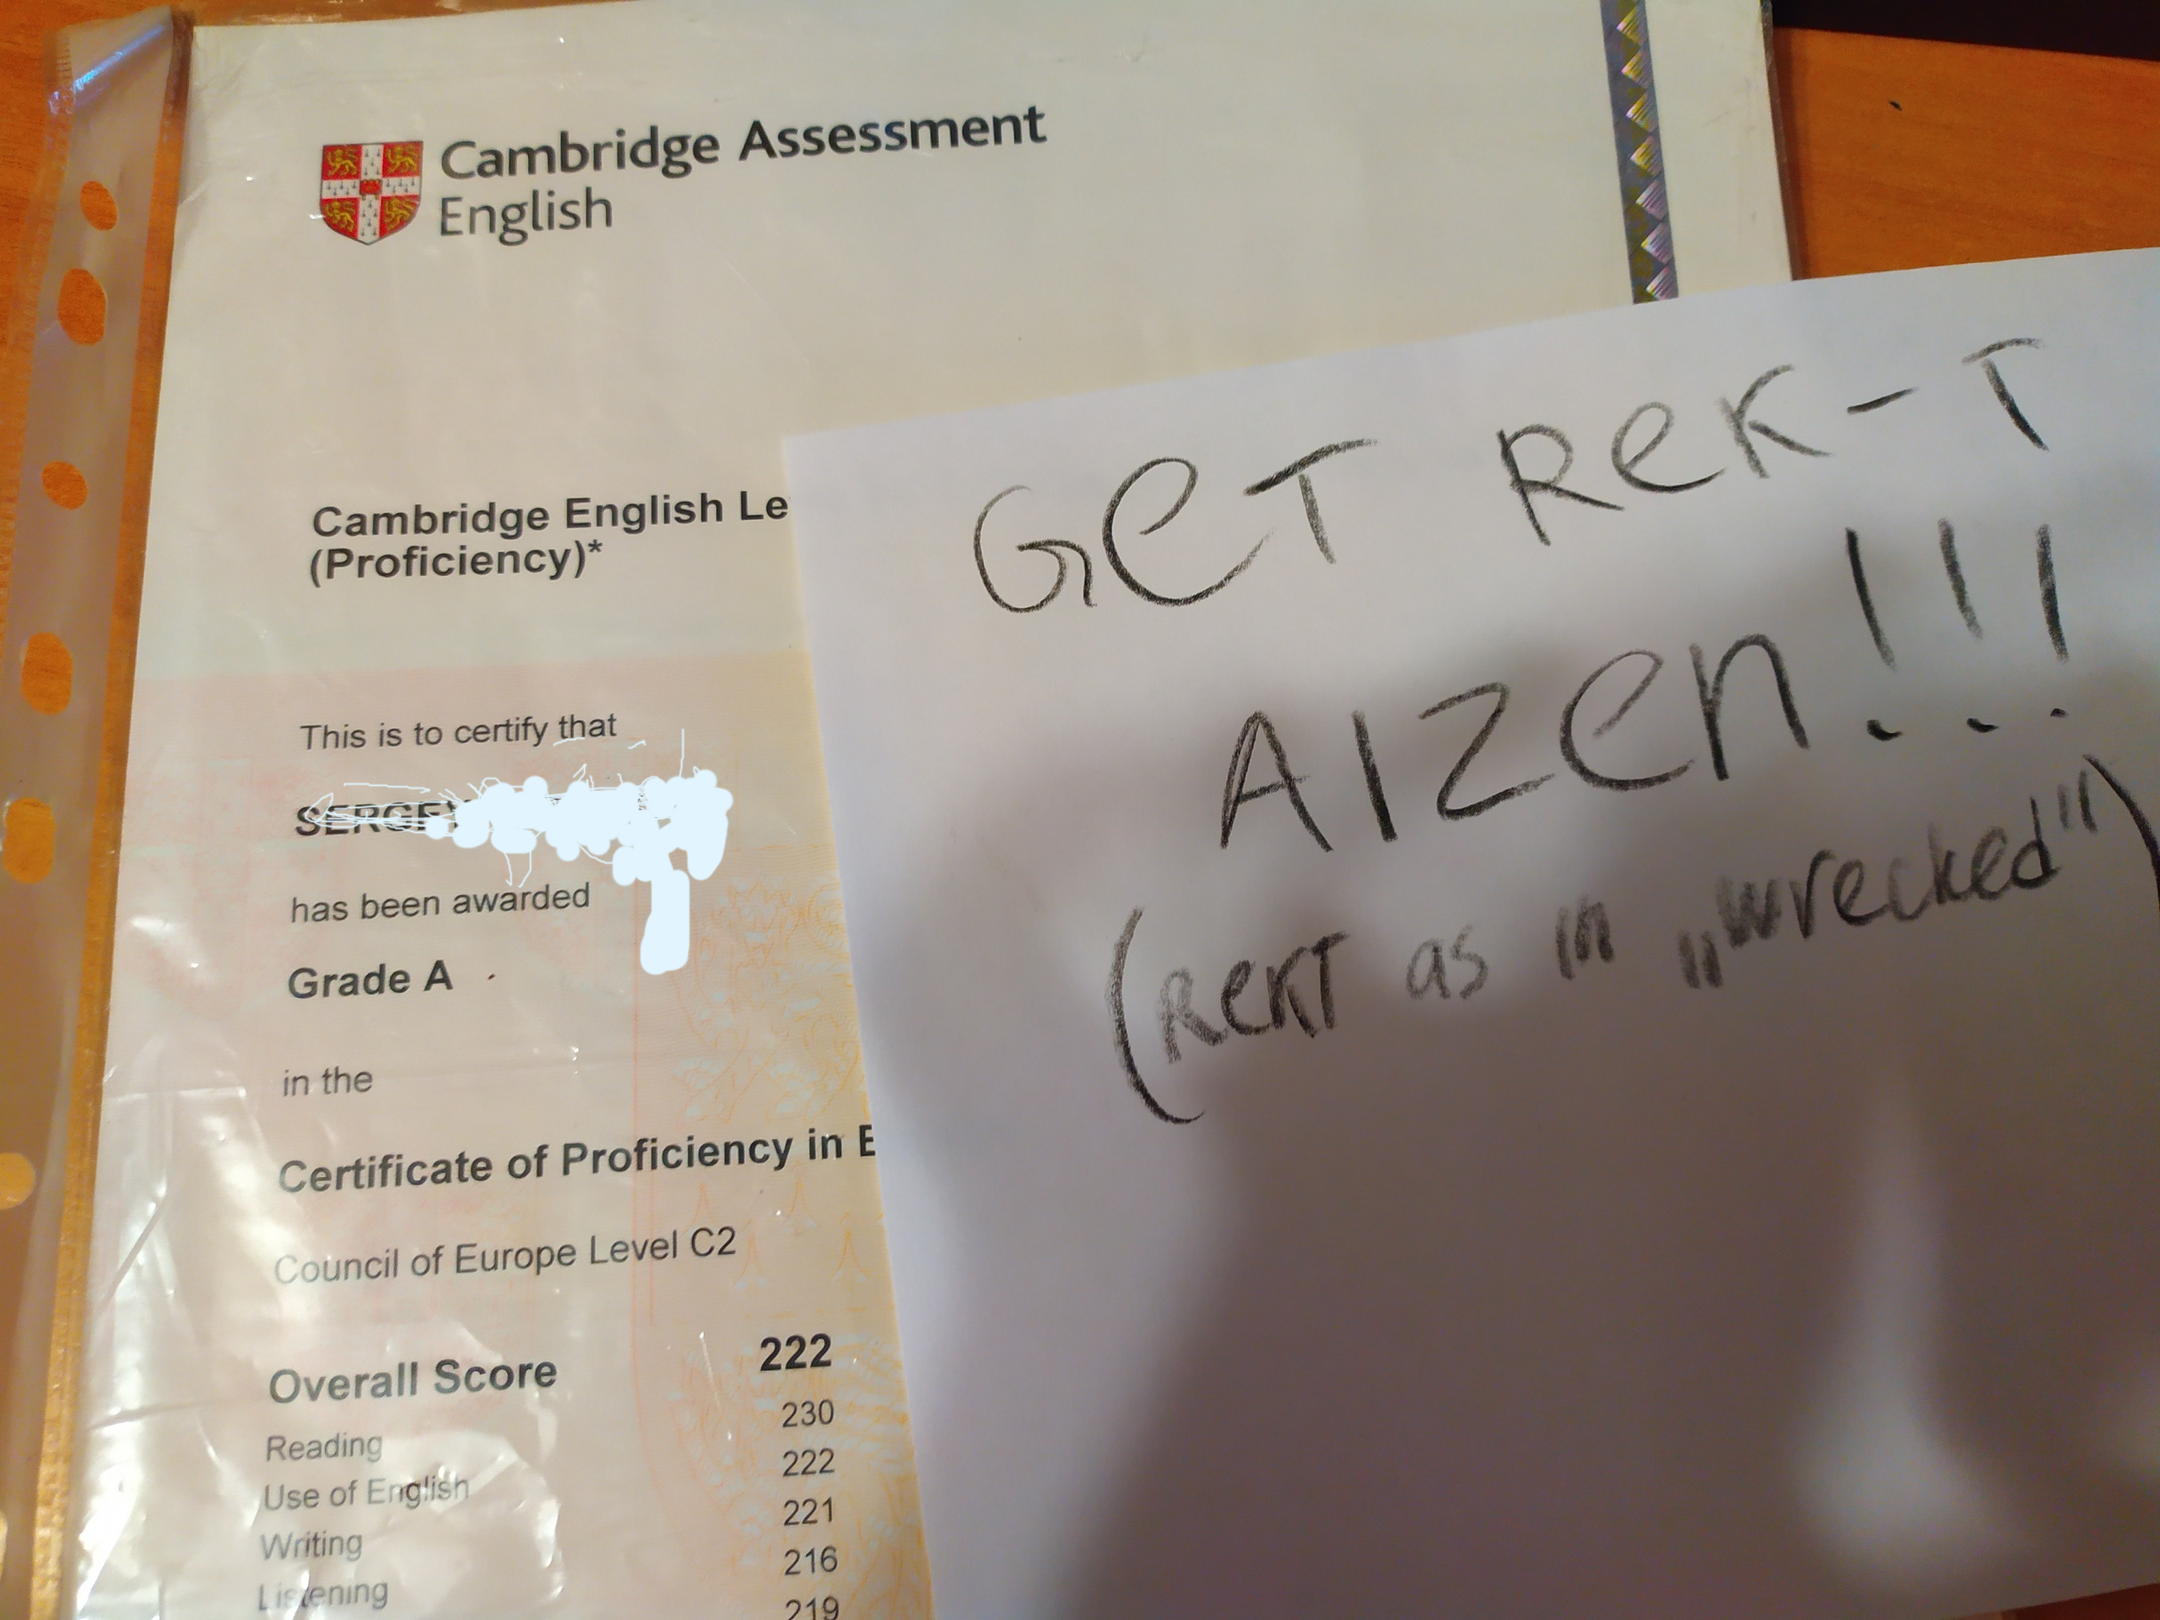 Cambridge Assessment
English
Cambridge English Le
(Proficiency)*
GET REK-T
AIZEN!!!
(REKT as in „wrecked")
This is to certify that
has been awarded
Grade A
in the
Certificate of Proficiency in E
Council of Europe Level C2
Overall Score 222
Reading 230
Use of English 222
Writing 221
Listening 216
219